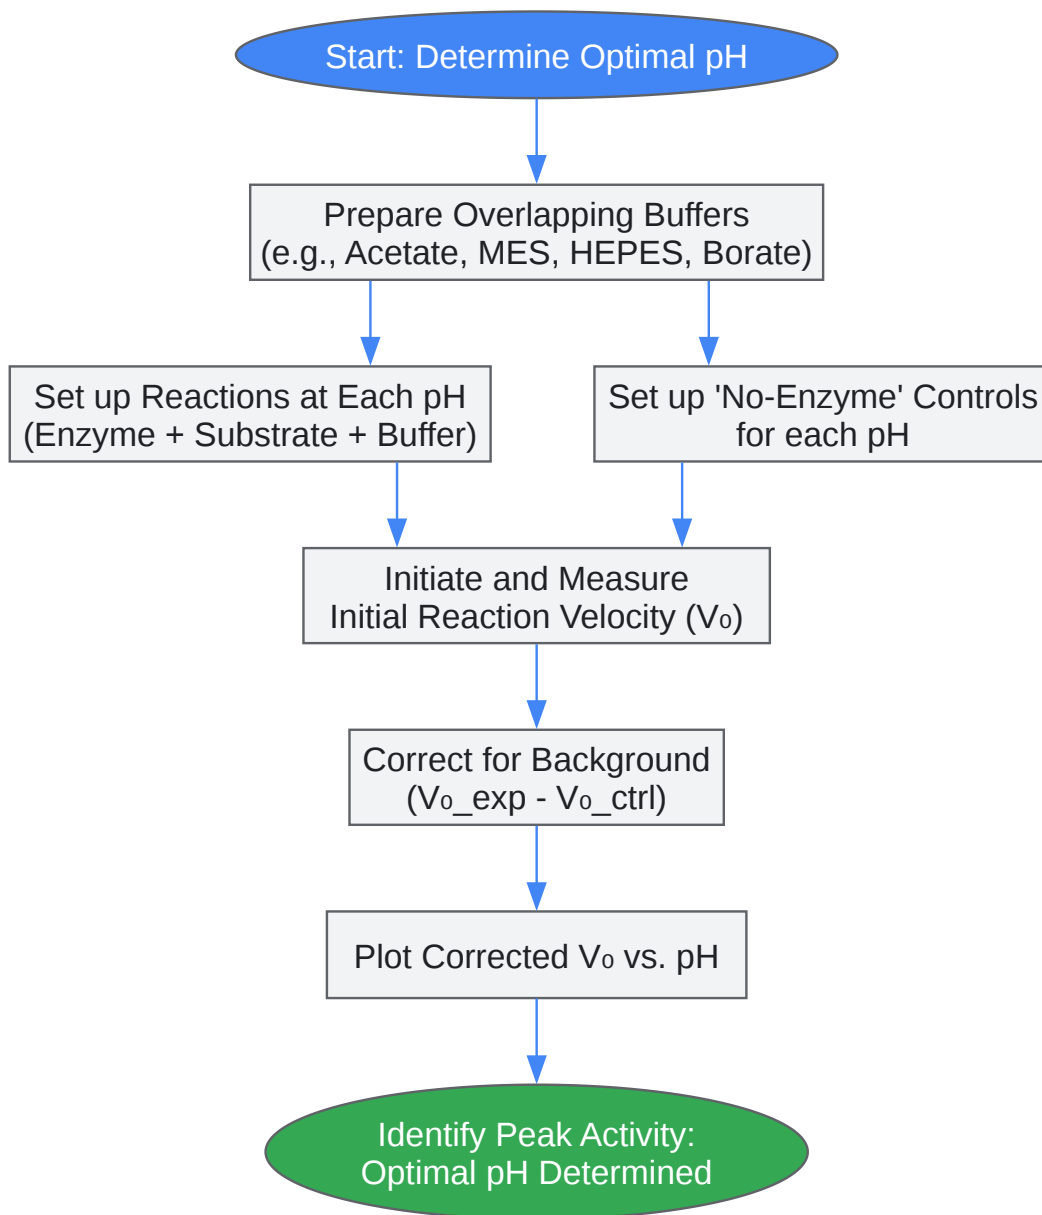 Start: Determine Optimal pH
Prepare Overlapping Buffers
(e.g., Acetate, MES, HEPES, Borate)
Set up Reactions at Each pH
(Enzyme + Substrate + Buffer)
Set up 'No-Enzyme' Controls
for each pH
Initiate and Measure
Initial Reaction Velocity (V₀)
Correct for Background
(V₀_exp - V₀_ctrl)
Plot Corrected V₀ vs. pH
Identify Peak Activity:
Optimal pH Determined